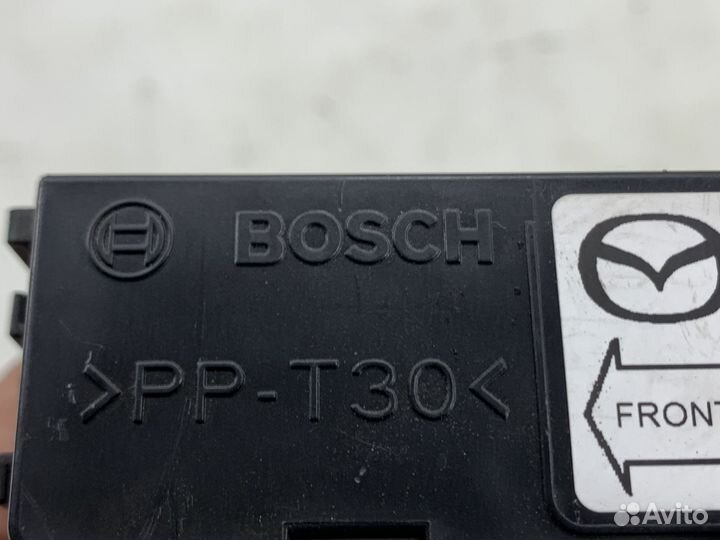 BOSCH
>PP-T30<
FRONT
Avito